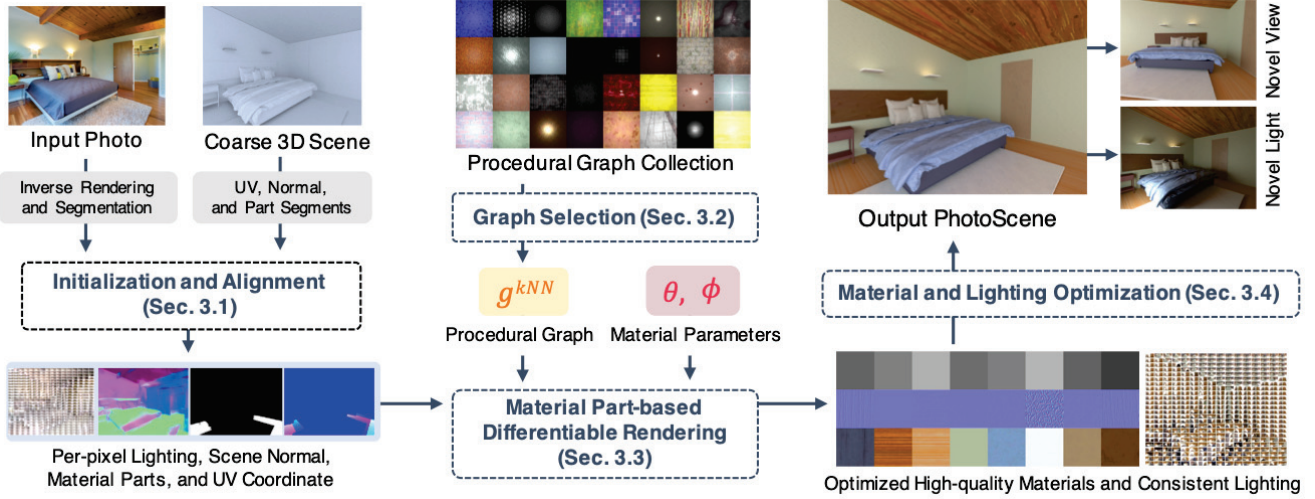 Input Photo
Coarse 3D Scene
Inverse Rendering
and Segmentation
UV, Normal,
and Part Segments
Initialization and Alignment
(Sec. 3.1)
Per-pixel Lighting, Scene Normal,
Material Parts, and UV Coordinate
Procedural Graph Collection
Graph Selection (Sec. 3.2)
g^{kNN}
θ, ϕ
Procedural Graph
Material Parameters
Material Part-based
Differentiable Rendering
(Sec. 3.3)
Output PhotoScene
Novel View
Novel Light
Material and Lighting Optimization (Sec. 3.4)
Optimized High-quality Materials and Consistent Lighting